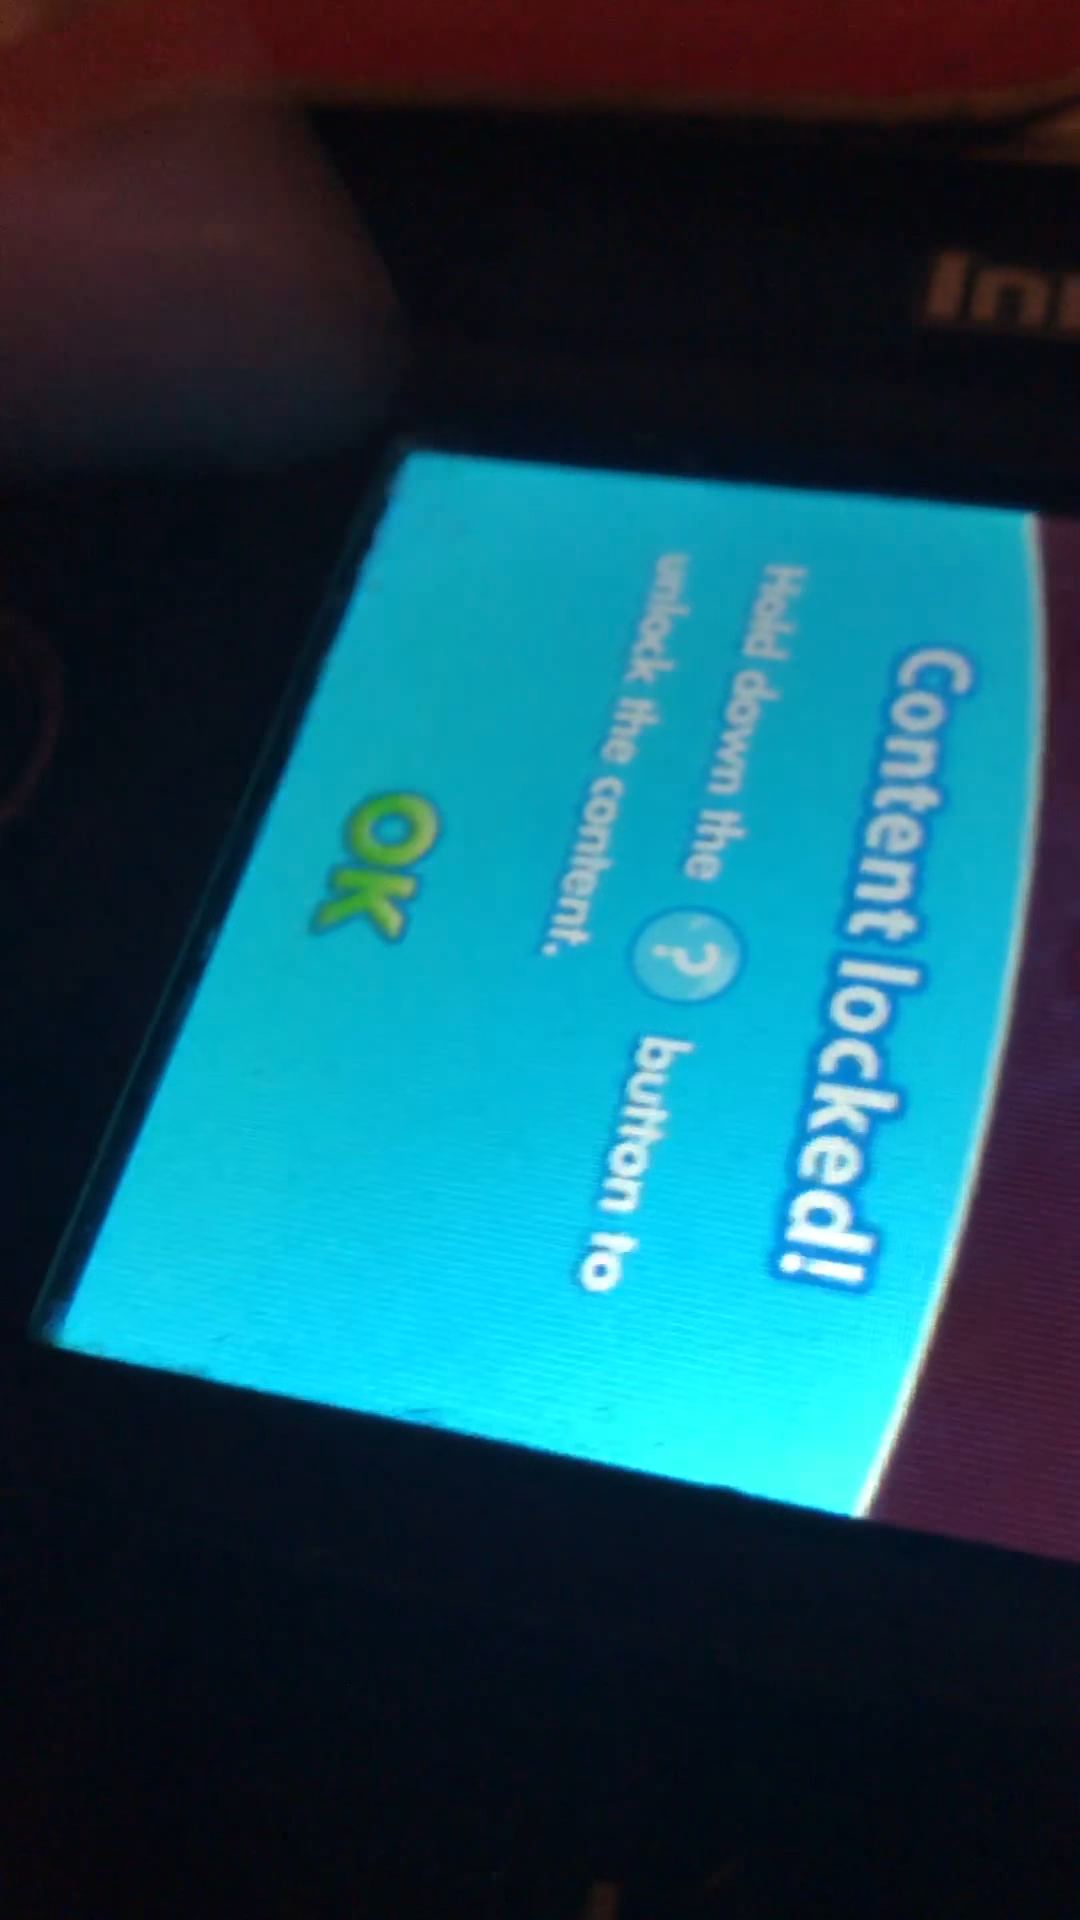 Content locked!
Hold down the ? button to
unlock the content.
OK